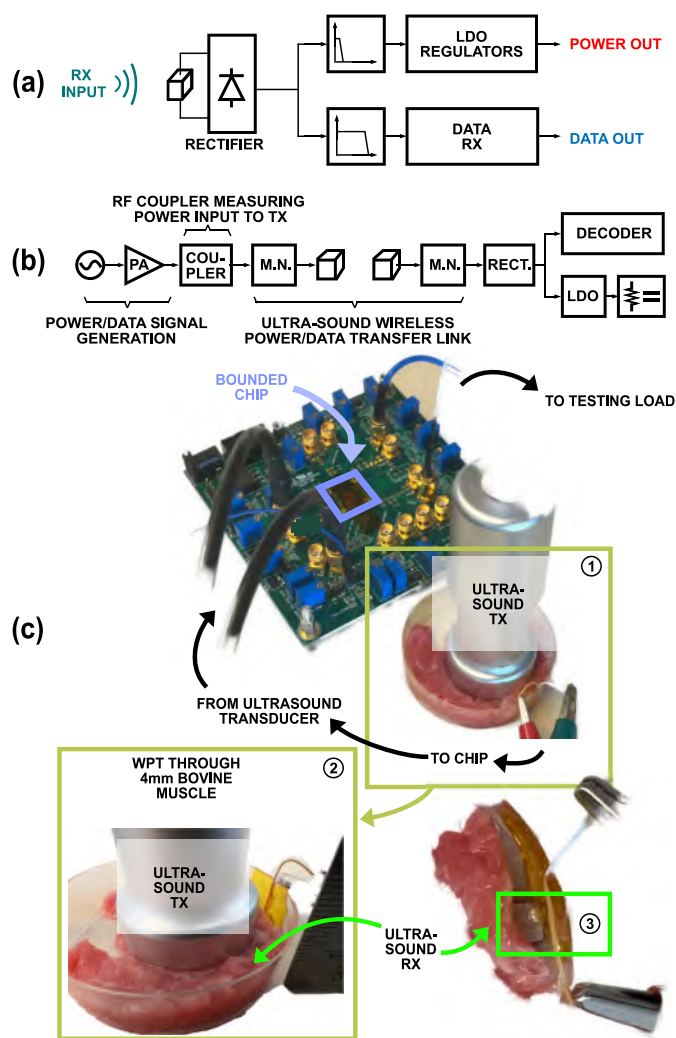 (a)
RX
INPUT
RECTIFIER
LDO
REGULATORS
POWER OUT
DATA
RX
DATA OUT
RF COUPLER MEASURING
POWER INPUT TO TX
(b)
PA
COU-
PLER
M.N.
M.N.
RECT.
DECODER
LDO
POWER/DATA SIGNAL
GENERATION
ULTRA-SOUND WIRELESS
POWER/DATA TRANSFER LINK
BOUNDED
CHIP
TO TESTING LOAD
(c)
1
ULTRA-
SOUND
TX
FROM ULTRASOUND
TRANSDUCER
TO CHIP
WPT THROUGH
4mm BOVINE
MUSCLE
2
ULTRA-
SOUND
TX
ULTRA-
SOUND
RX
3